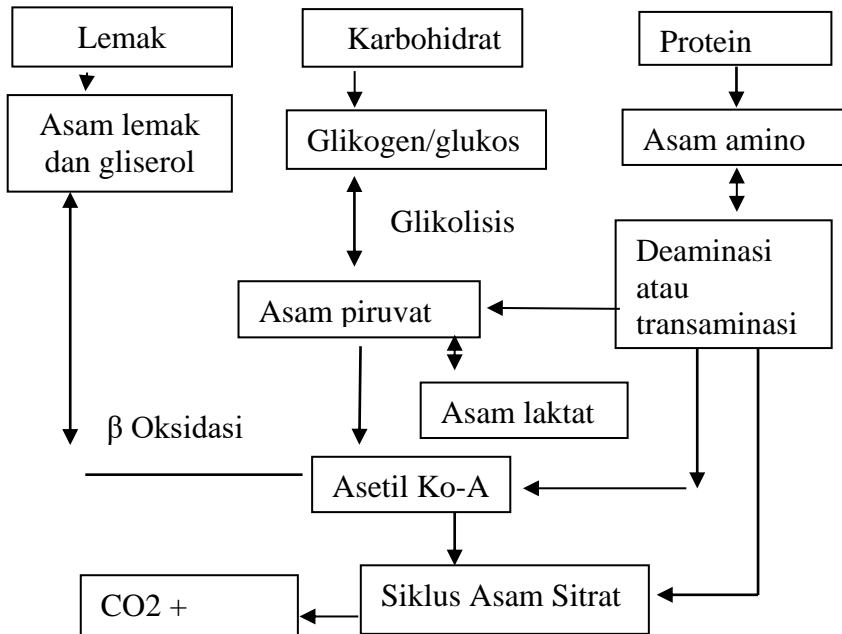 Lemak
Karbohidrat
Protein
Asam lemak
dan gliserol
Glikogen/glukos
Asam amino
Glikolisis
Deaminasi
atau
transaminasi
Asam piruvat
Asam laktat
β Oksidasi
Asetil Ko-A
Siklus Asam Sitrat
CO2 +